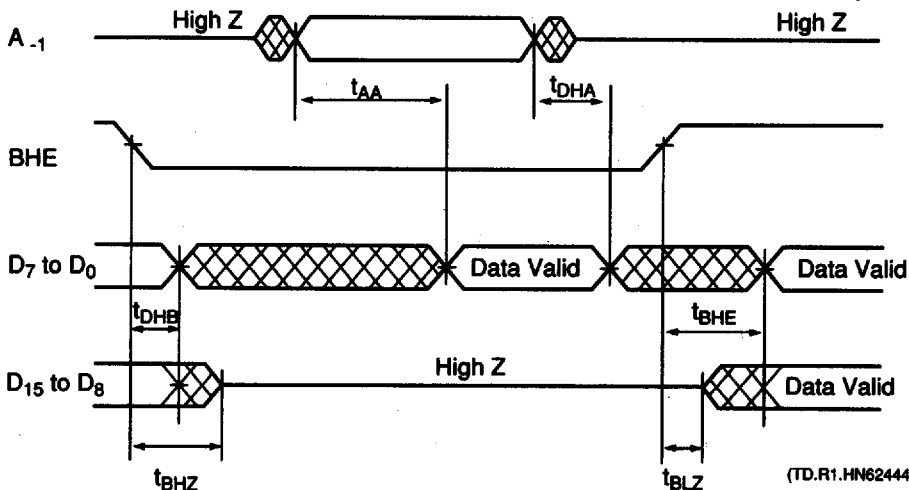 High Z High Z
A -1
tAA tDHA
BHE
D7 to D0 Data Valid Data Valid
tDHB tBHE
High Z
D15 to D8 Data Valid
tBHZ tBLZ
(TD.R1.HN62444